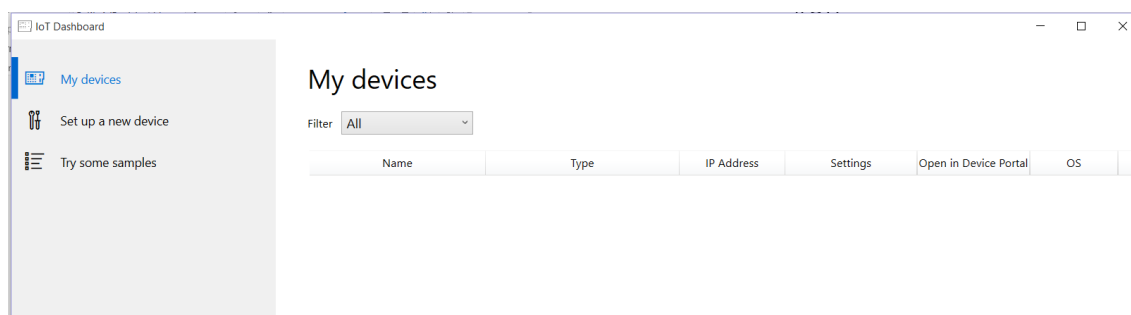 IoT Dashboard
My devices
Set up a new device
Try some samples
My devices
Filter All
Name Type IP Address Settings Open in Device Portal OS